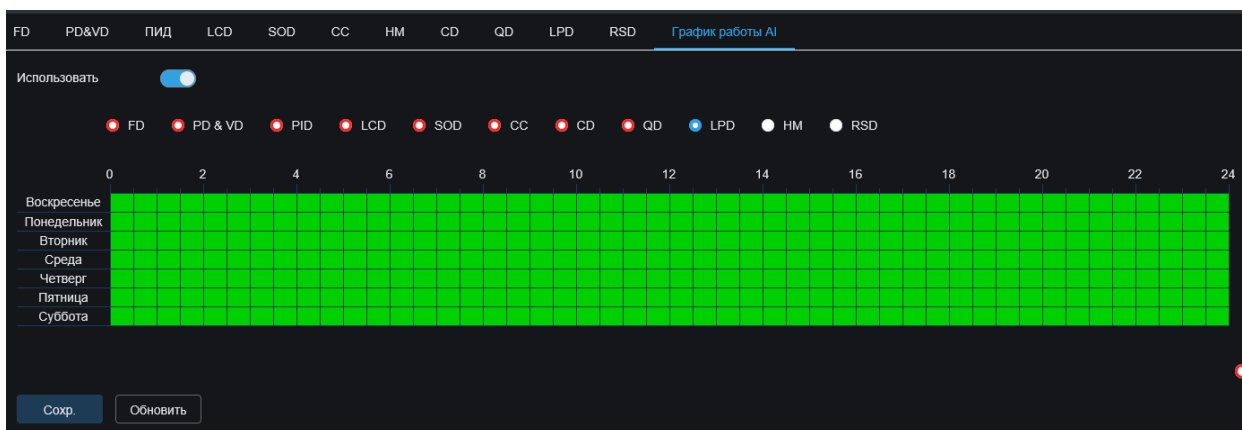 FD PD&VD ПИД LCD SOD CC HM CD QD LPD RSD График работы AI
Использовать
FD PD & VD PID LCD SOD CC CD QD LPD HM RSD
0 2 4 6 8 10 12 14 16 18 20 22 24
Воскресенье
Понедельник
Вторник
Среда
Четверг
Пятница
Суббота
Сохр. Обновить